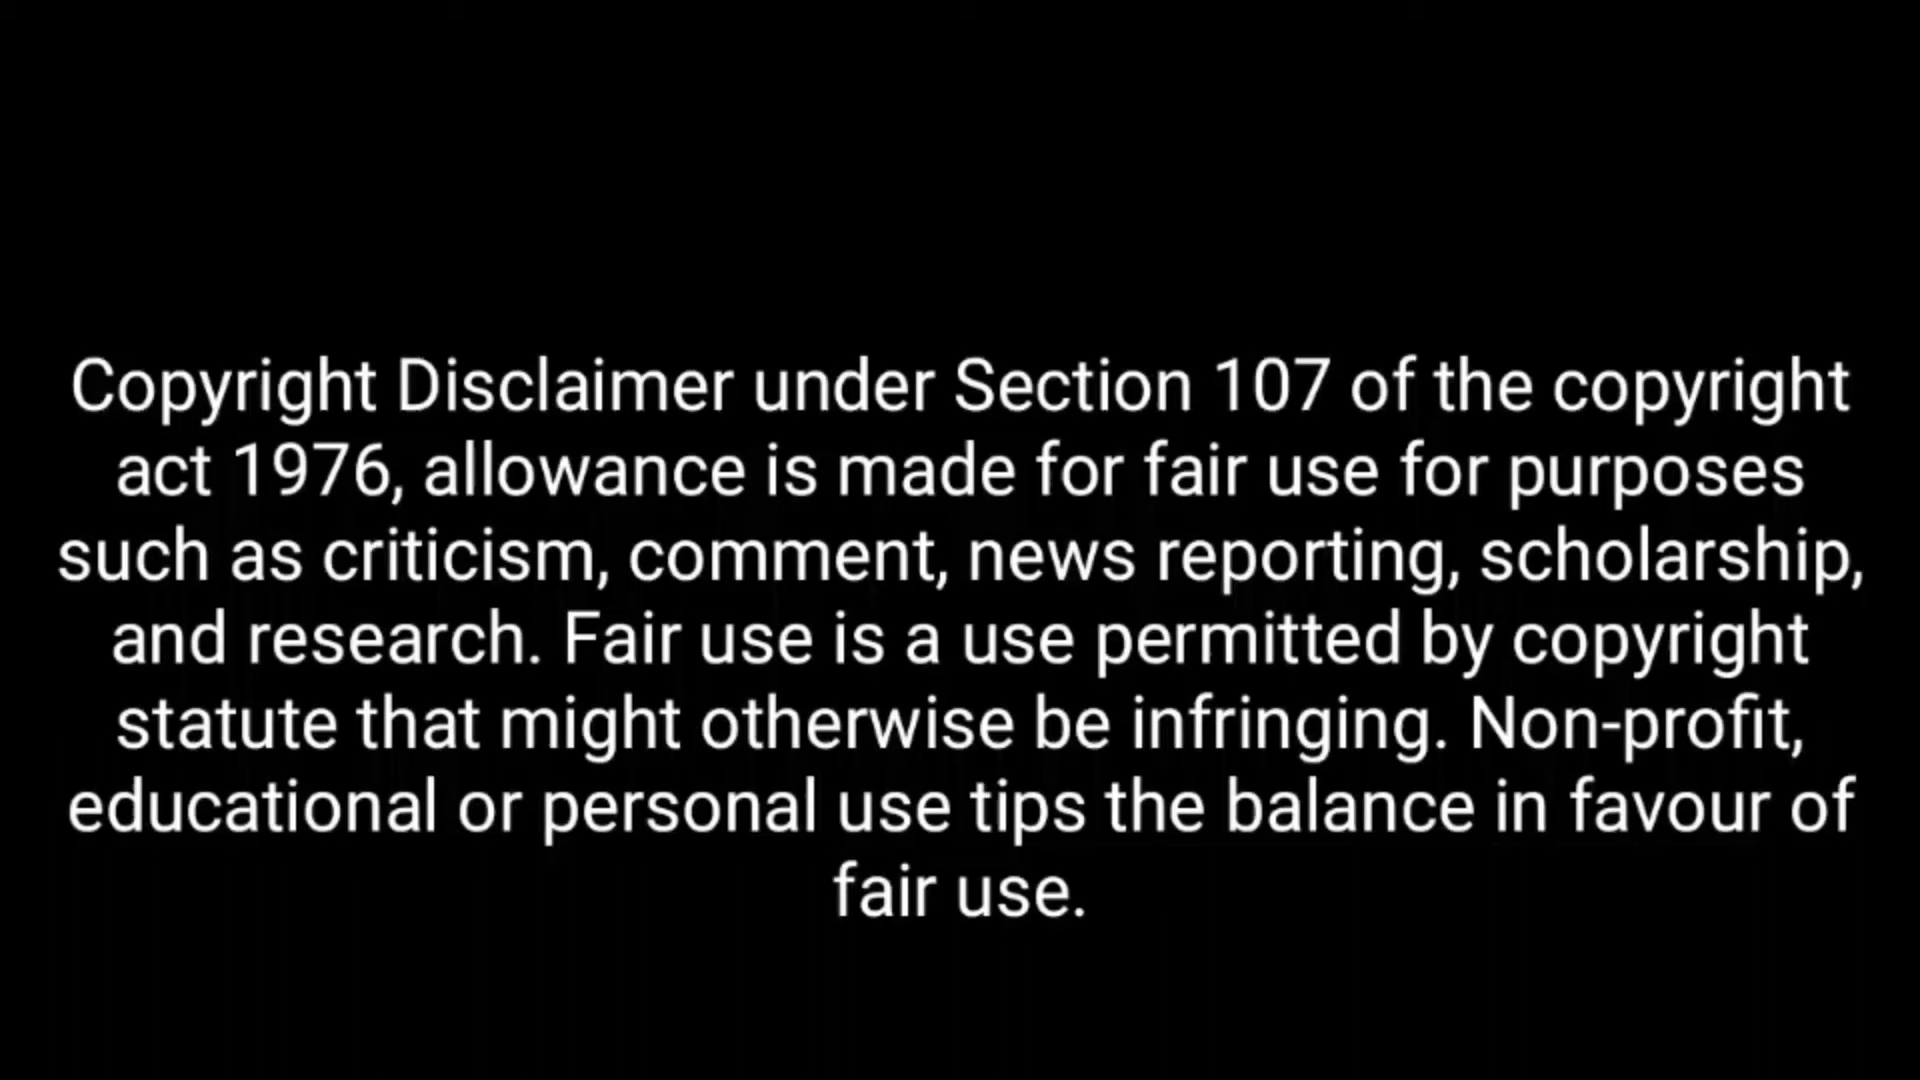 Copyright Disclaimer under Section 107 of the copyright
act 1976, allowance is made for fair use for purposes
such as criticism, comment, news reporting, scholarship,
and research. Fair use is a use permitted by copyright
statute that might otherwise be infringing. Non-profit,
educational or personal use tips the balance in favour of
fair use.